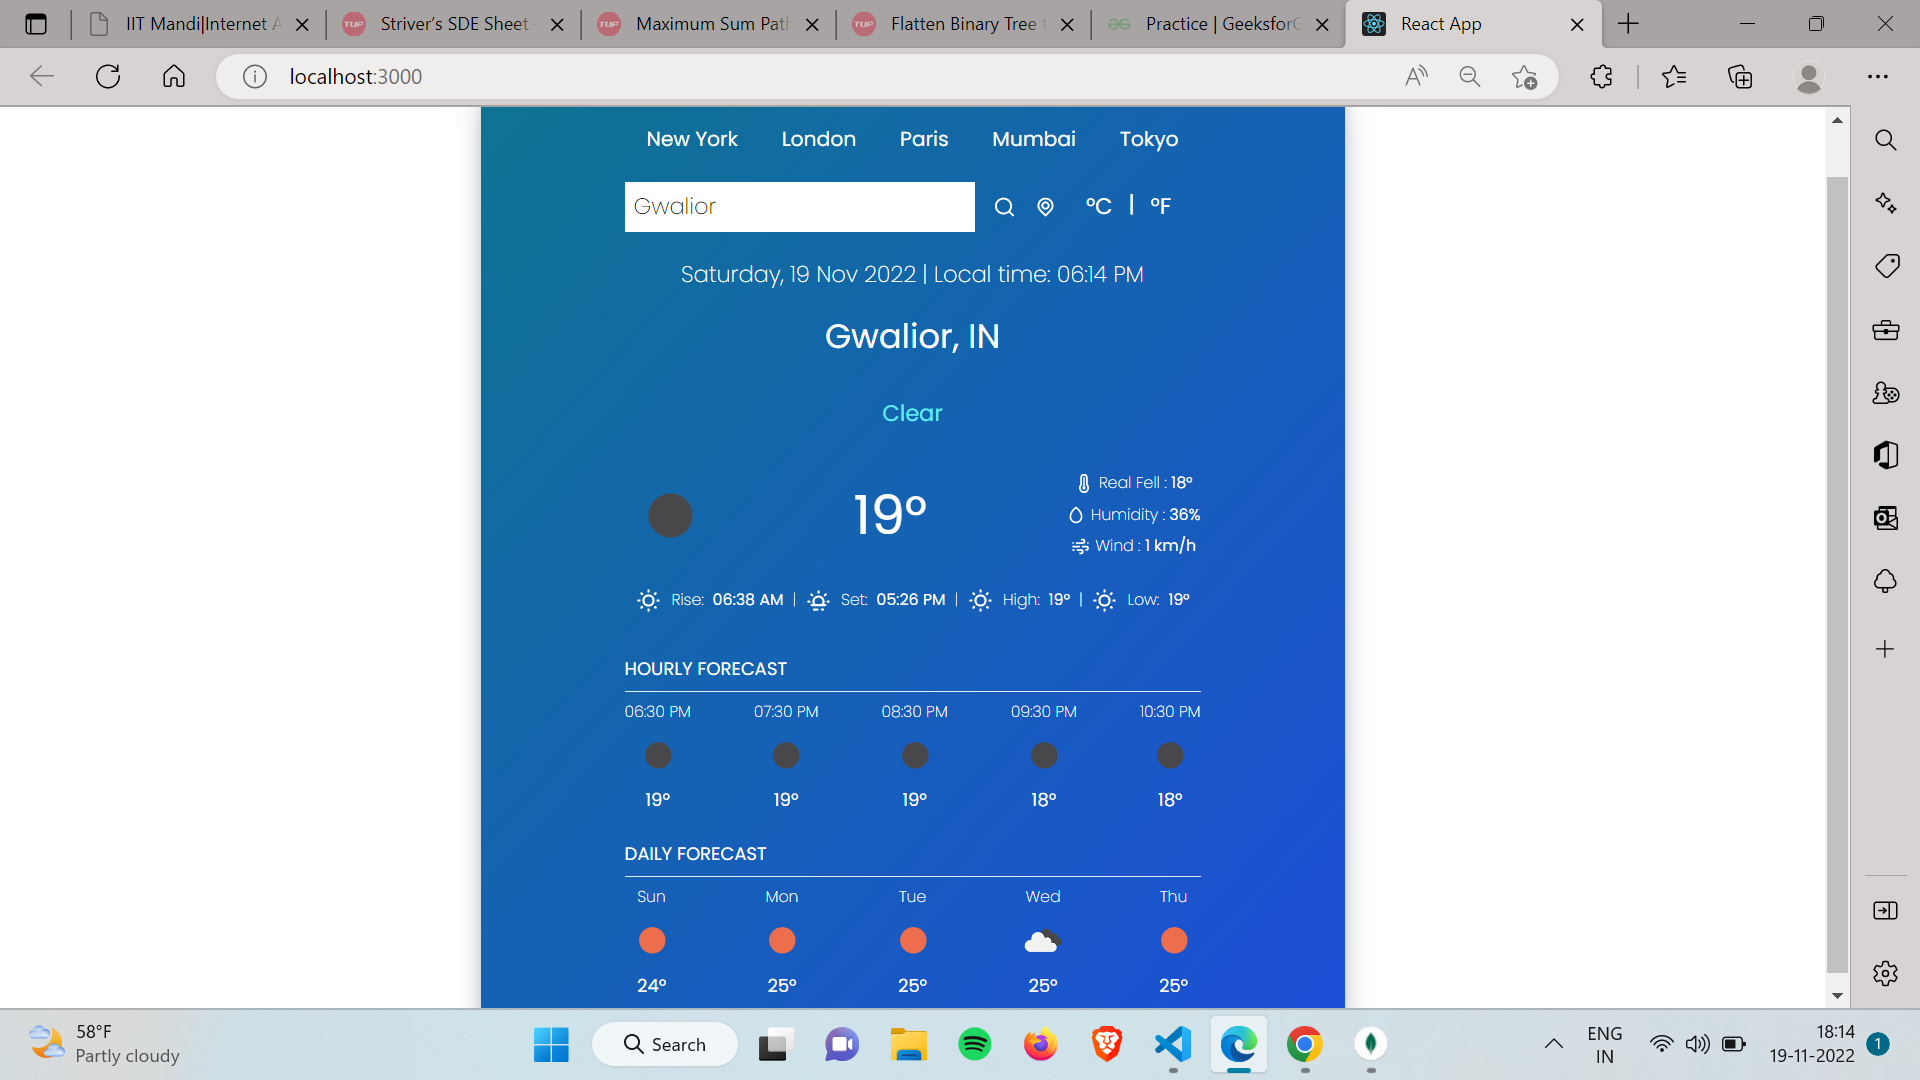 IIT Mandi|Internet A
Striver's SDE Sheet -
TUF
Maximum Sum Path
TUF
Flatten Binary Tree t
TUF
Practice | GeeksforG
React App
localhost:3000
New York London Paris Mumbai Tokyo
Gwalior
°C | °F
Saturday, 19 Nov 2022 | Local time: 06:14 PM
Gwalior, IN
Clear
19°
Real Fell : 18°
Humidity : 36%
Wind : 1 km/h
Rise: 06:38 AM | Set: 05:26 PM | High: 19° | Low: 19°
HOURLY FORECAST
06:30 PM 07:30 PM 08:30 PM 09:30 PM 10:30 PM
19° 19° 19° 18° 18°
DAILY FORECAST
Sun Mon Tue Wed Thu
24° 25° 25° 25° 25°
58°F
Partly cloudy
Search
ENG
IN
18:14
19-11-2022
1